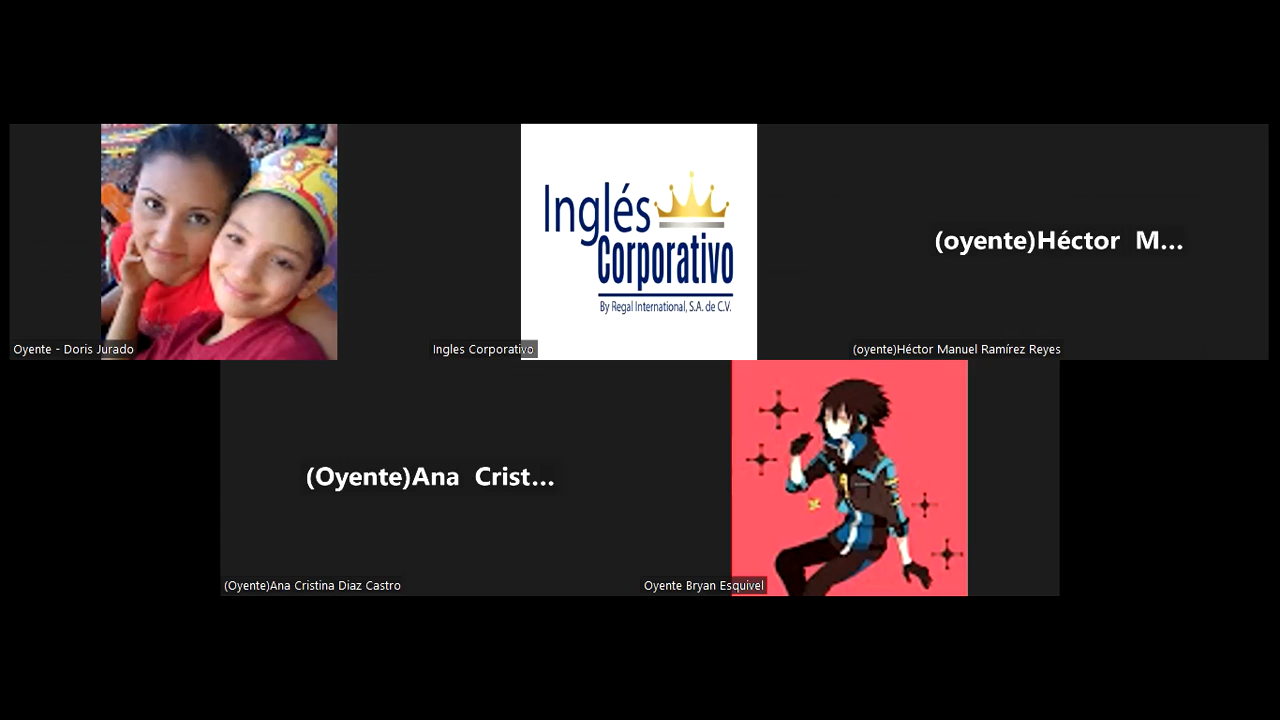 Inglés
Corporativo
By Regal International, S.A. de C.V.
(oyente)Héctor M...
Oyente - Doris Jurado
Ingles Corporativo
(oyente)Héctor Manuel Ramírez Reyes
(Oyente)Ana Crist...
(Oyente)Ana Cristina Diaz Castro
Oyente Bryan Esquivel